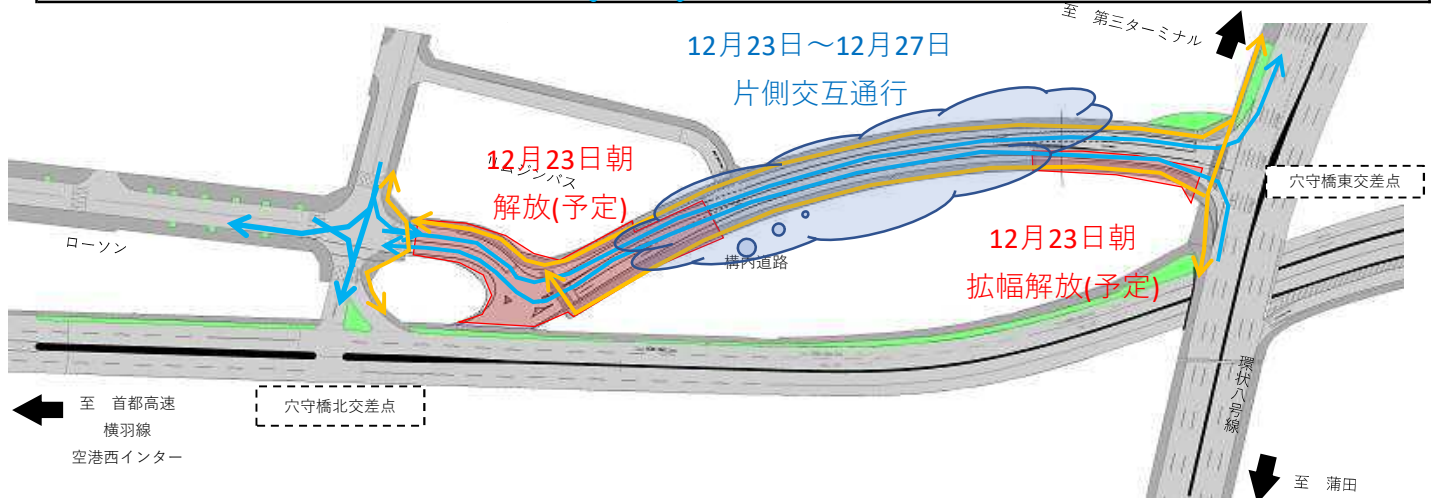 至　第三ターミナル
12月23日～12月27日
片側交互通行
12月23日朝
解放(予定)
穴守橋東交差点
ローソン
構内道路
12月23日朝
拡幅解放(予定)
環状八号線
至　首都高速
横羽線
空港西インター
穴守橋北交差点
至　蒲田